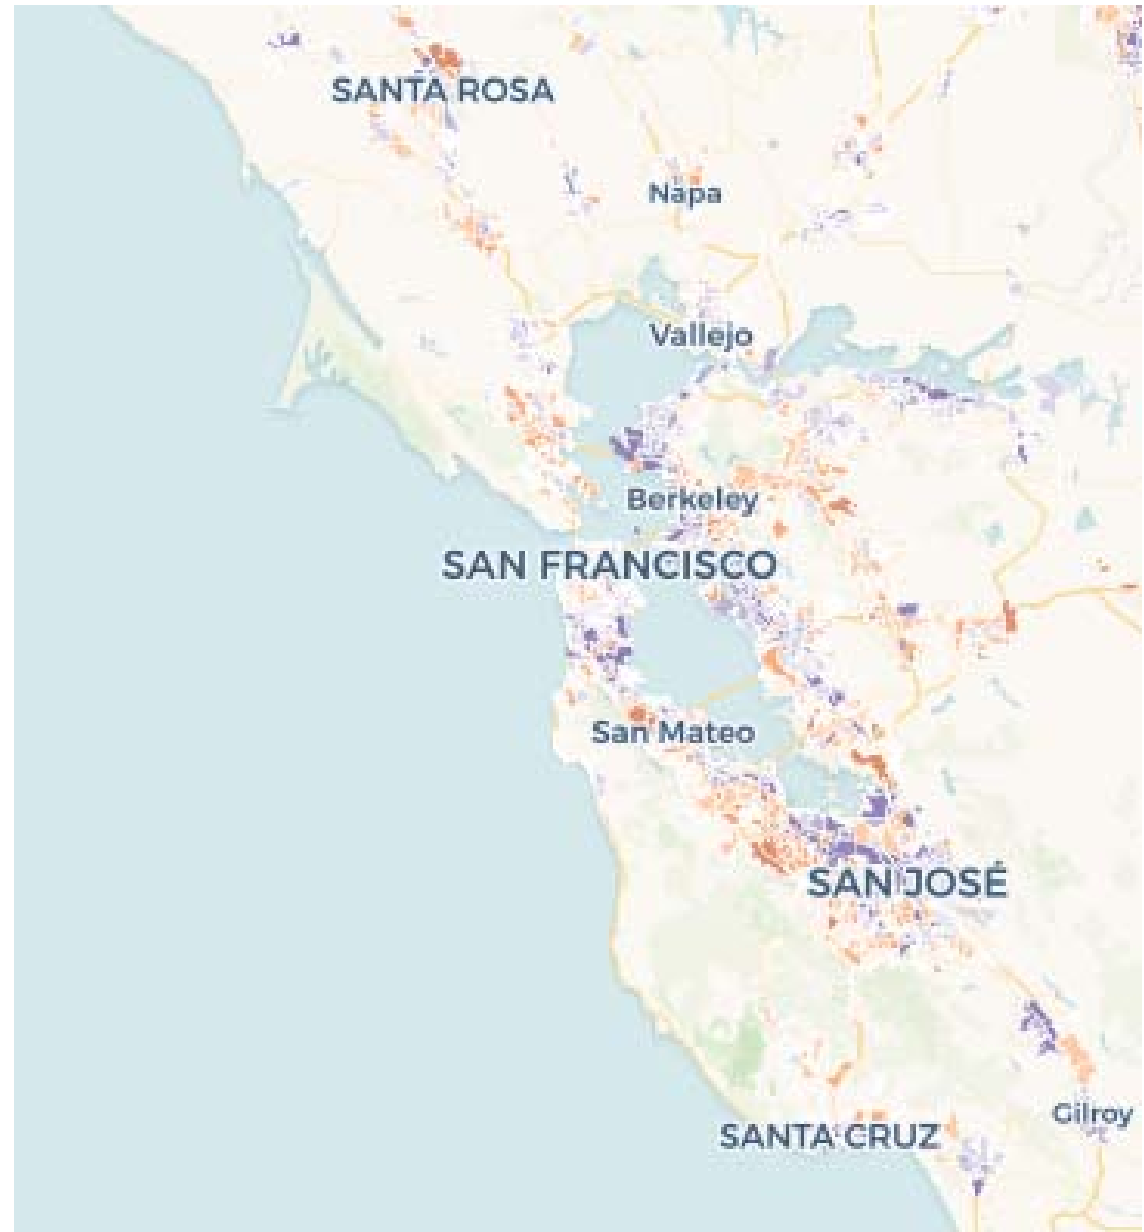 SANTA ROSA
Napa
Vallejo
Berkeley
SAN FRANCISCO
San Mateo
SAN JOSÉ
Gilroy
SANTA CRUZ